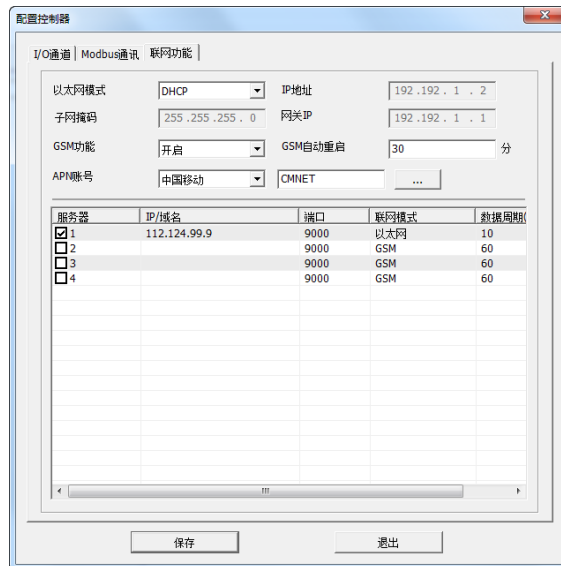 配置控制器
I/O通道 Modbus通讯 联网功能
以太网模式 DHCP IP地址 192 .192 . 1 . 2
子网掩码 255 .255 .255 . 0 网关IP 192 .192 . 1 . 1
GSM功能 开启 GSM自动重启 30 分
APN账号 中国移动 CMNET ...
服务器 IP/域名 端口 联网模式 数据周期(
1 112.124.99.9 9000 以太网 10
2 9000 GSM 60
3 9000 GSM 60
4 9000 GSM 60
保存 退出